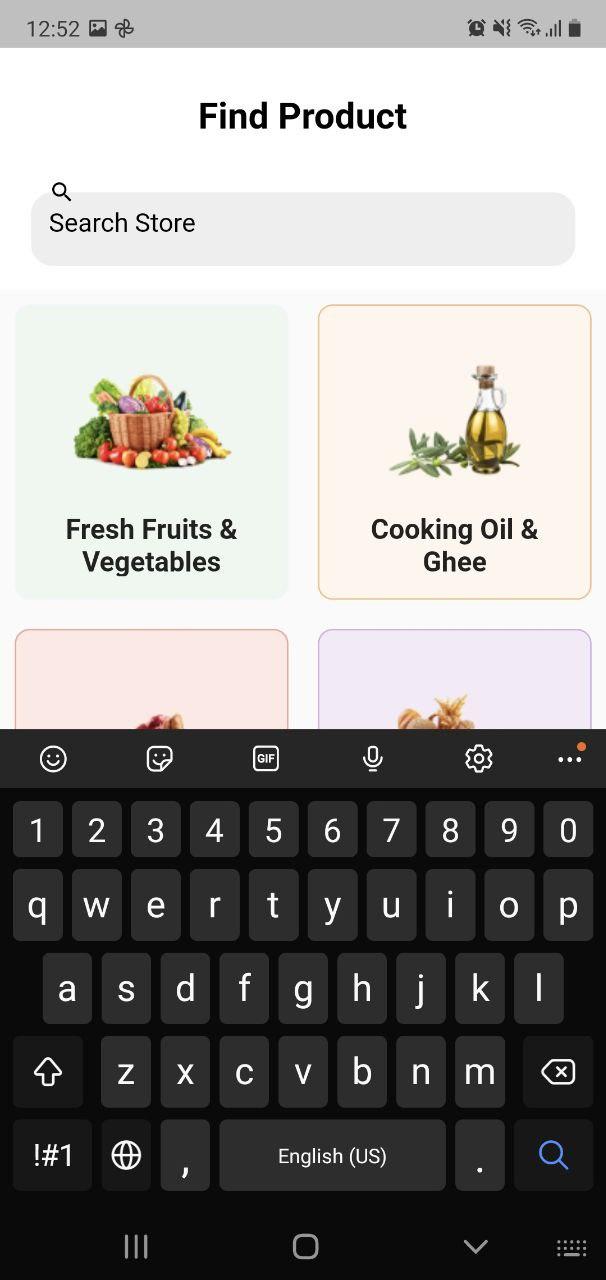 12:52
Find Product
Search Store
Fresh Fruits &
Vegetables
Cooking Oil &
Ghee
GIF
1 2 3 4 5 6 7 8 9 0
q w e r t y u i o p
a s d f g h j k l
z x c v b n m
!#1 , English (US) .